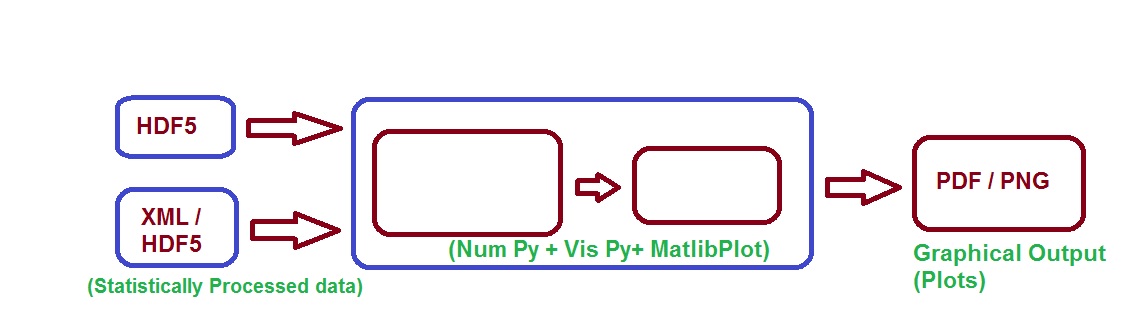 HDF5
XML /
HDF5
(Statistically Processed data)
(Num Py + Vis Py+ MatlibPlot)
PDF / PNG
Graphical Output
(Plots)